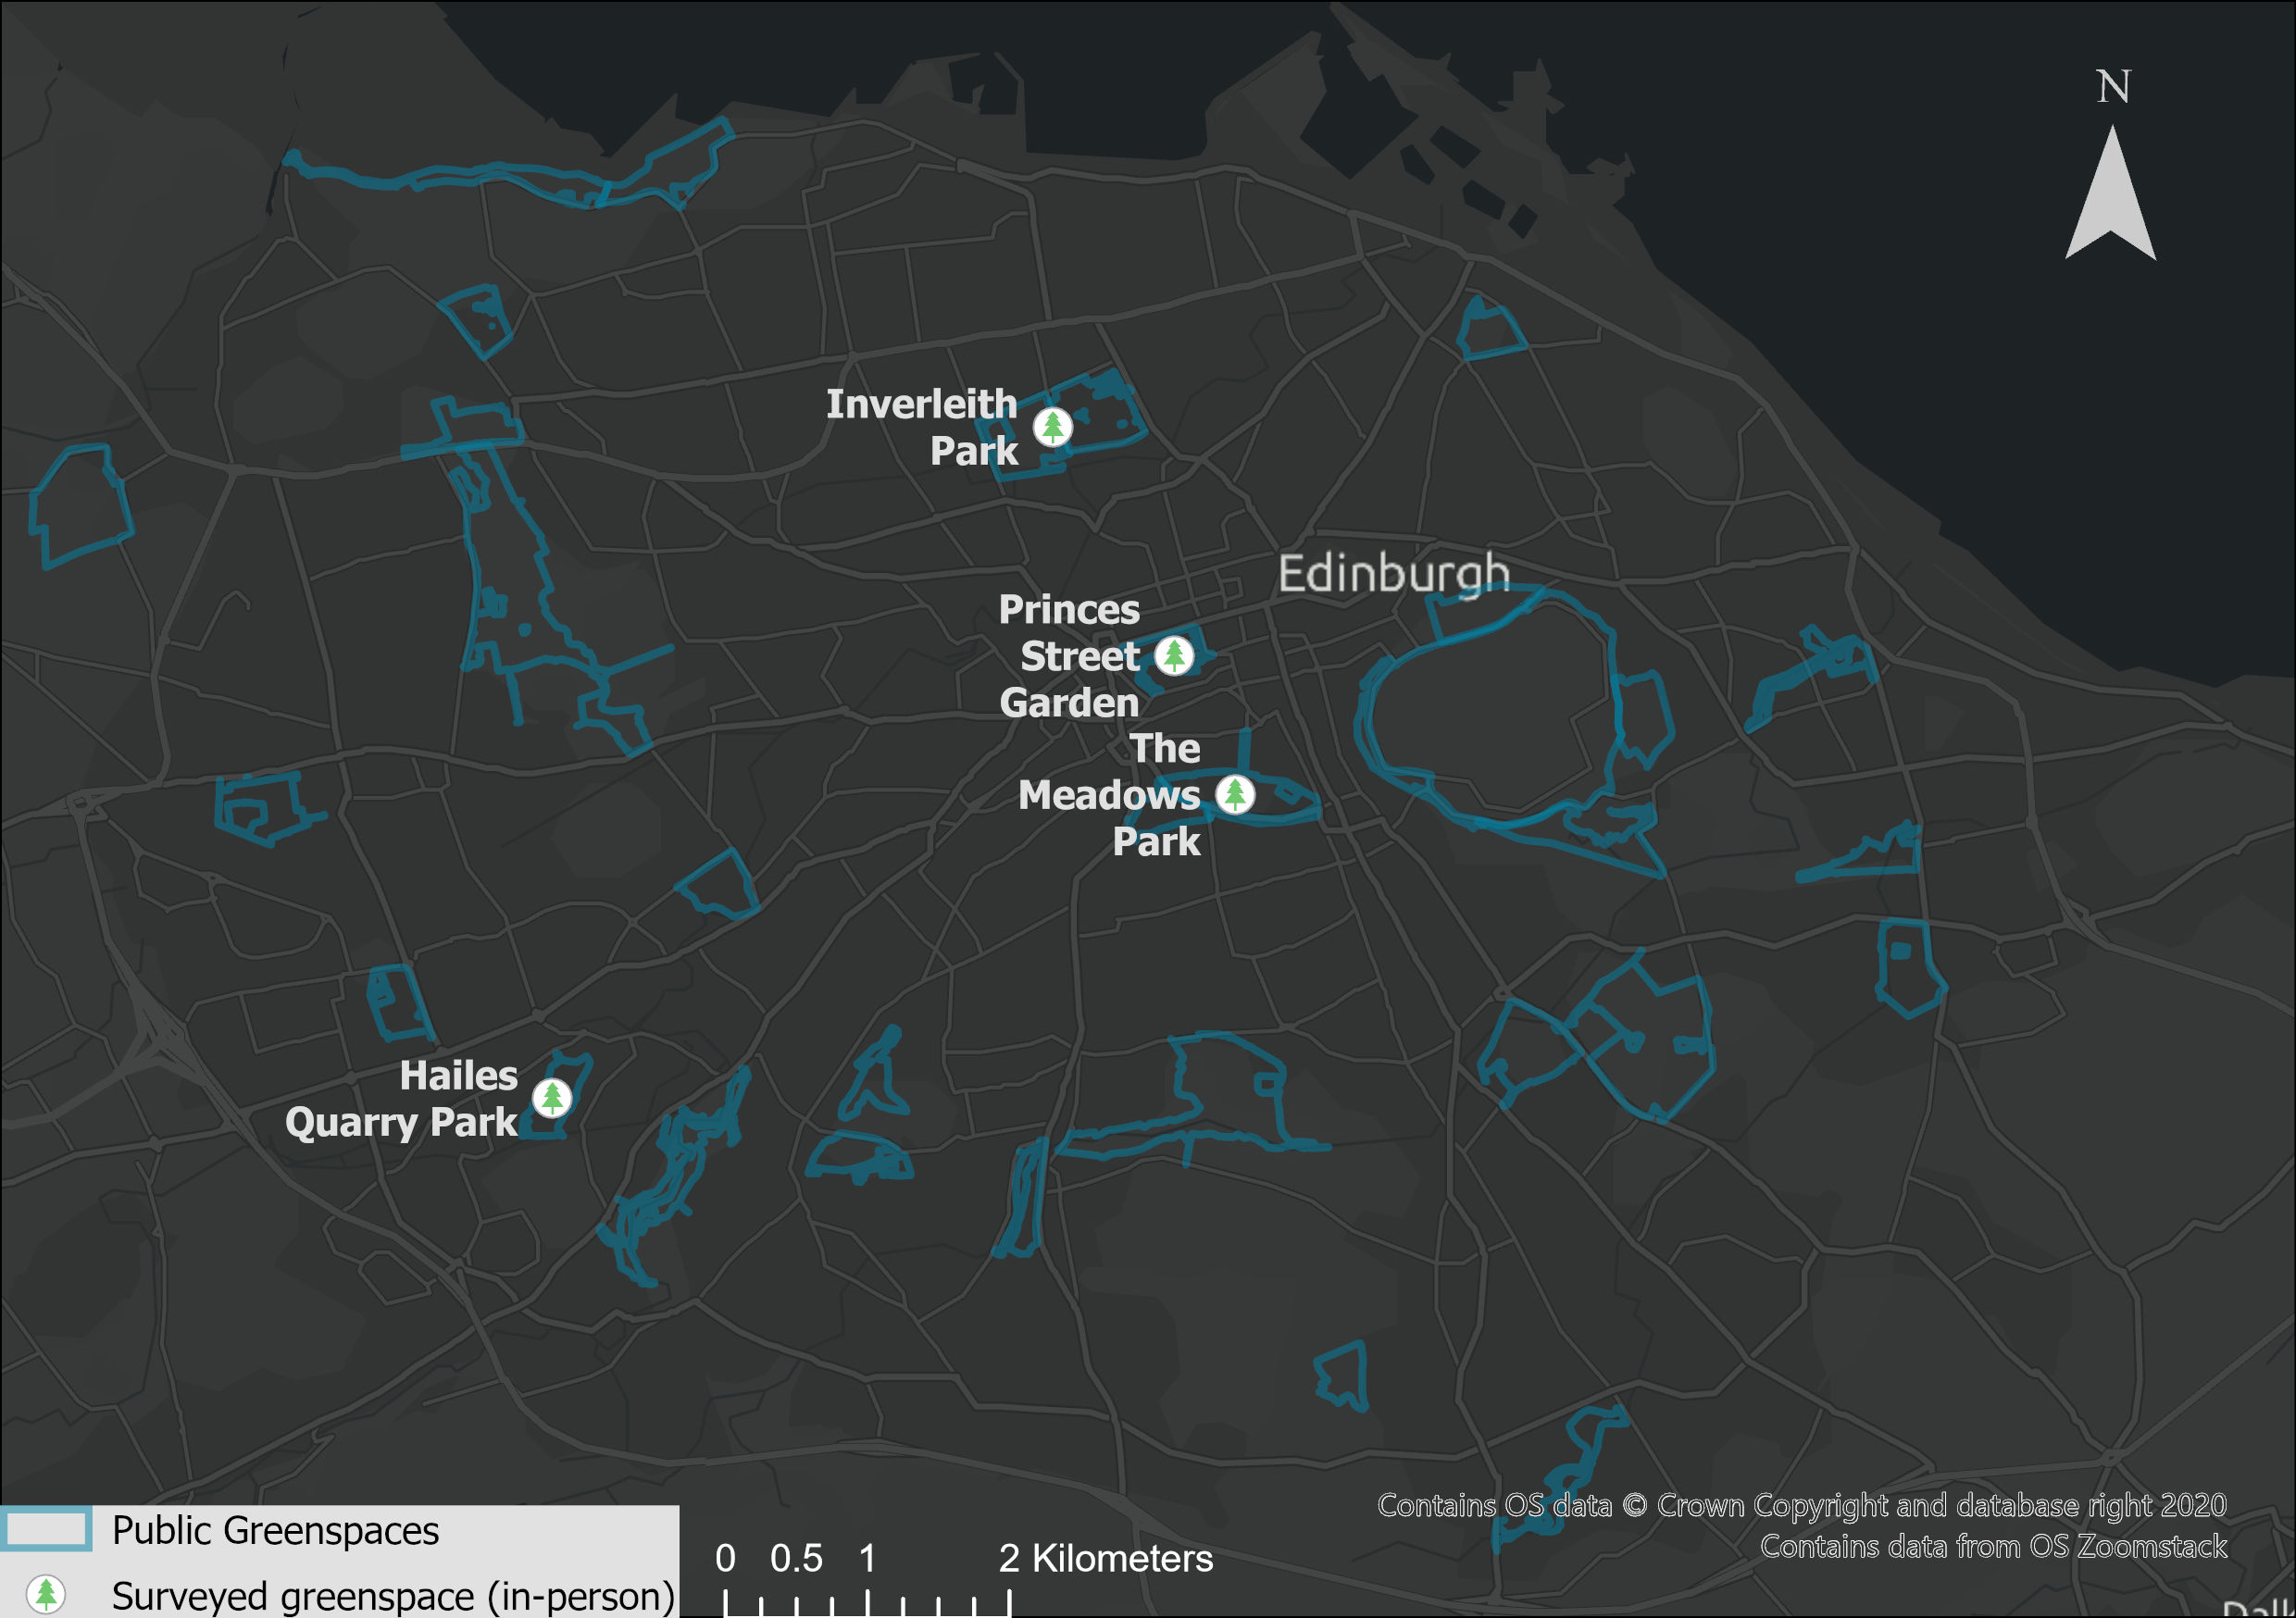 N
Inverleith
Park
Edinburgh
Princes
Street
Garden
The
Meadows
Park
Hailes
Quarry Park
Contains OS data © Crown Copyright and database right 2020
Contains data from OS Zoomstack
Public Greenspaces
Surveyed greenspace (in-person)
0 0.5 1 2 Kilometers